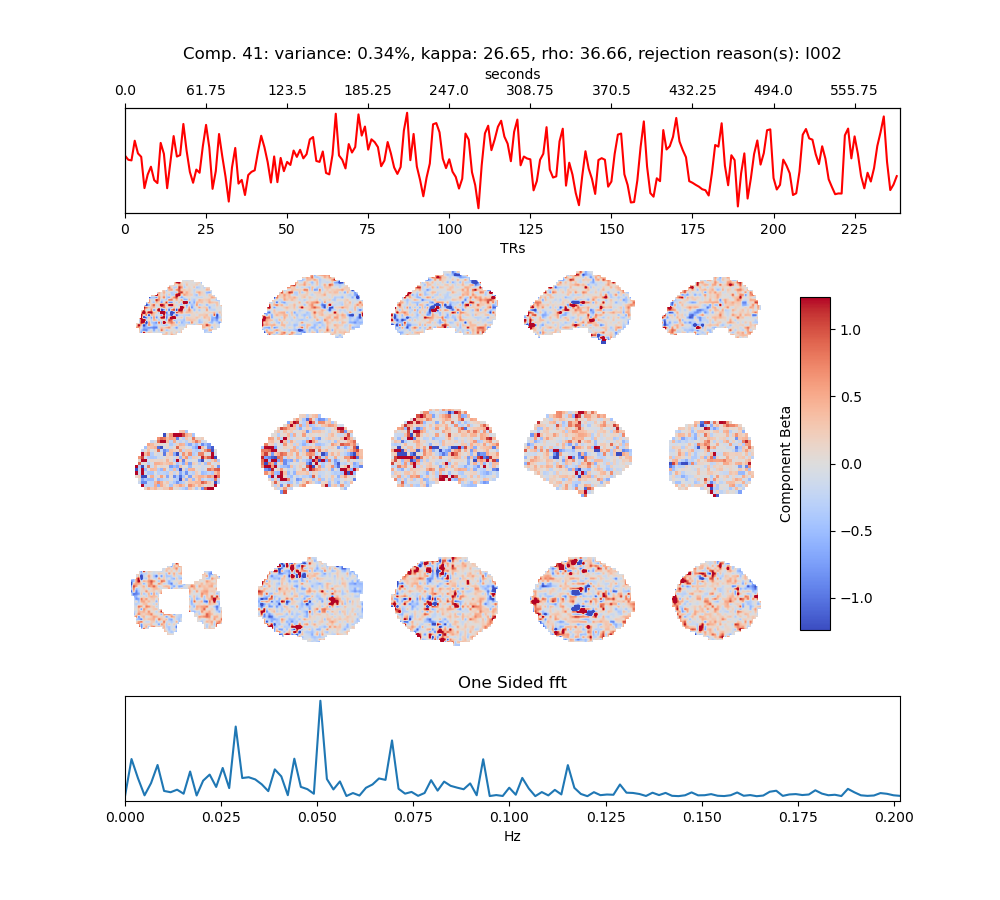 Comp. 41: variance: 0.34%, kappa: 26.65, rho: 36.66, rejection reason(s): I002
seconds
0.0 61.75 123.5 185.25 247.0 308.75 370.5 432.25 494.0 555.75
0 25 50 75 100 125 150 175 200 225
TRs
1.0
0.5
0.0
−0.5
−1.0
Component Beta
One Sided fft
0.000 0.025 0.050 0.075 0.100 0.125 0.150 0.175 0.200
Hz